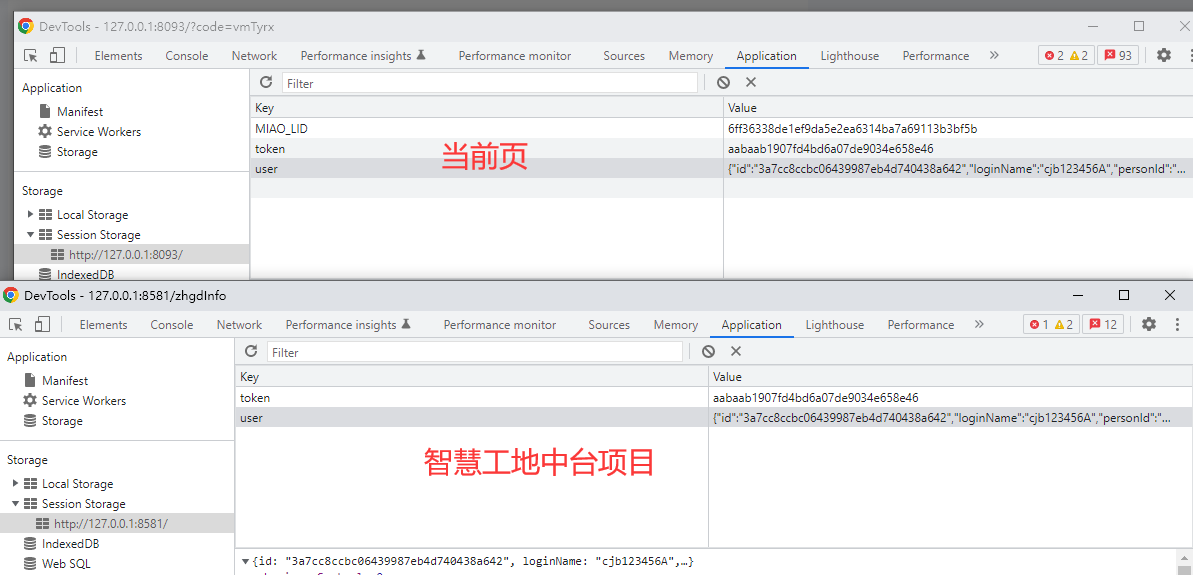 DevTools - 127.0.0.1:8093/?code=vmTyrx
Elements Console Network Performance insights Performance monitor Sources Memory Application Lighthouse Performance » 2 2 93
Application
Filter
Manifest
Service Workers
Storage
Key Value
MIAO_LID 6ff36338de1ef9da5e2ea6314ba7a69113b3bf5b
token aabaab1907fd4bd6a07de9034e658e46
user {"id":"3a7cc8ccbc06439987eb4d740438a642","loginName":"cjb123456A","personId":"...
当前页
Storage
Local Storage
Session Storage
http://127.0.0.1:8093/
IndexedDB
DevTools - 127.0.0.1:8581/zhgdInfo
Elements Console Network Performance insights Performance monitor Sources Memory Application Lighthouse Performance » 1 2 12
Application
Filter
Manifest
Service Workers
Storage
Key Value
token aabaab1907fd4bd6a07de9034e658e46
user {"id":"3a7cc8ccbc06439987eb4d740438a642","loginName":"cjb123456A","personId":"...
智慧工地中台项目
Storage
Local Storage
Session Storage
http://127.0.0.1:8581/
IndexedDB
Web SQL
{id: "3a7cc8ccbc06439987eb4d740438a642", loginName: "cjb123456A",…}